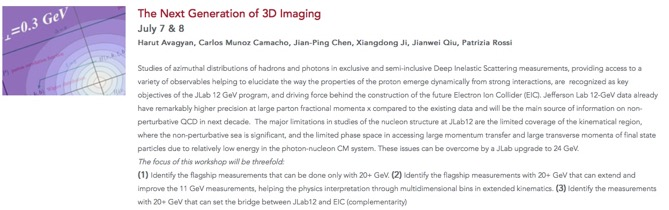 ⊥=0.3 GeV
The Next Generation of 3D Imaging
July 7 & 8
Harut Avagyan, Carlos Munoz Camacho, Jian-Ping Chen, Xiangdong Ji, Jianwei Qiu, Patrizia Rossi
Studies of azimuthal distributions of hadrons and photons in exclusive and semi-inclusive Deep Inelastic Scattering measurements, providing access to a
variety of observables helping to elucidate the way the properties of the proton emerge dynamically from strong interactions, are recognized as key
objectives of the JLab 12 GeV program, and driving force behind the construction of the future Electron Ion Collider (EIC). Jefferson Lab 12-GeV data already
have remarkably higher precision at large parton fractional momenta x compared to the existing data and will be the main source of information on non-
perturbative QCD in next decade. The major limitations in studies of the nucleon structure at JLab12 are the limited coverage of the kinematical region,
where the non-perturbative sea is significant, and the limited phase space in accessing large momentum transfer and large transverse momenta of final state
particles due to relatively low energy in the photon-nucleon CM system. These issues can be overcome by a JLab upgrade to 24 GeV.
The focus of this workshop will be threefold:
(1) Identify the flagship measurements that can be done only with 20+ GeV. (2) Identify the flagship measurements with 20+ GeV that can extend and
improve the 11 GeV measurements, helping the physics interpretation through multidimensional bins in extended kinematics. (3) Identify the measurements
with 20+ GeV that can set the bridge between JLab12 and EIC (complementarity)